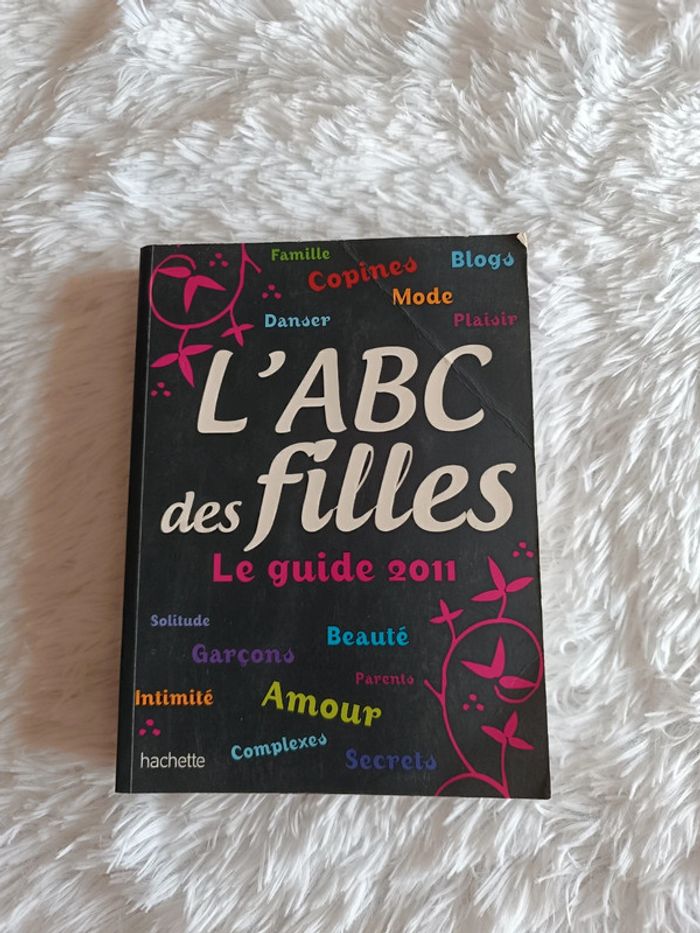 Famille
Copines
Blogs
Mode
Danser
Plaisir
L'ABC
des filles
Le guide 2011
Solitude
Beauté
Garçons
Parents
Intimité
Amour
Complexes
Secrets
hachette